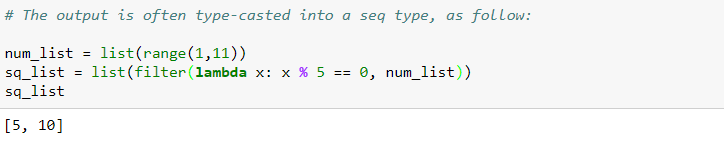 # The output is often type-casted into a seq type, as follow:
num_list = list(range(1,11))
sq_list = list(filter(lambda x: x % 5 == 0, num_list))
sq_list
[5, 10]